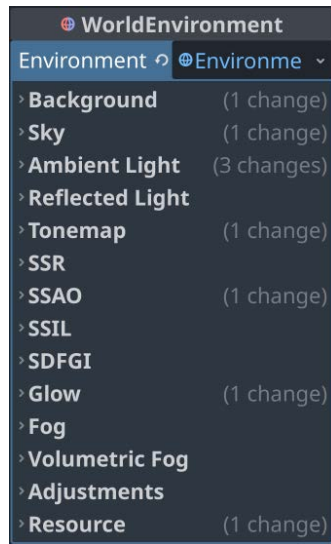 WorldEnvironment
Environment Environme
Background (1 change)
Sky (1 change)
Ambient Light (3 changes)
Reflected Light
Tonemap (1 change)
SSR
SSAO (1 change)
SSIL
SDFGI
Glow (1 change)
Fog
Volumetric Fog
Adjustments
Resource (1 change)